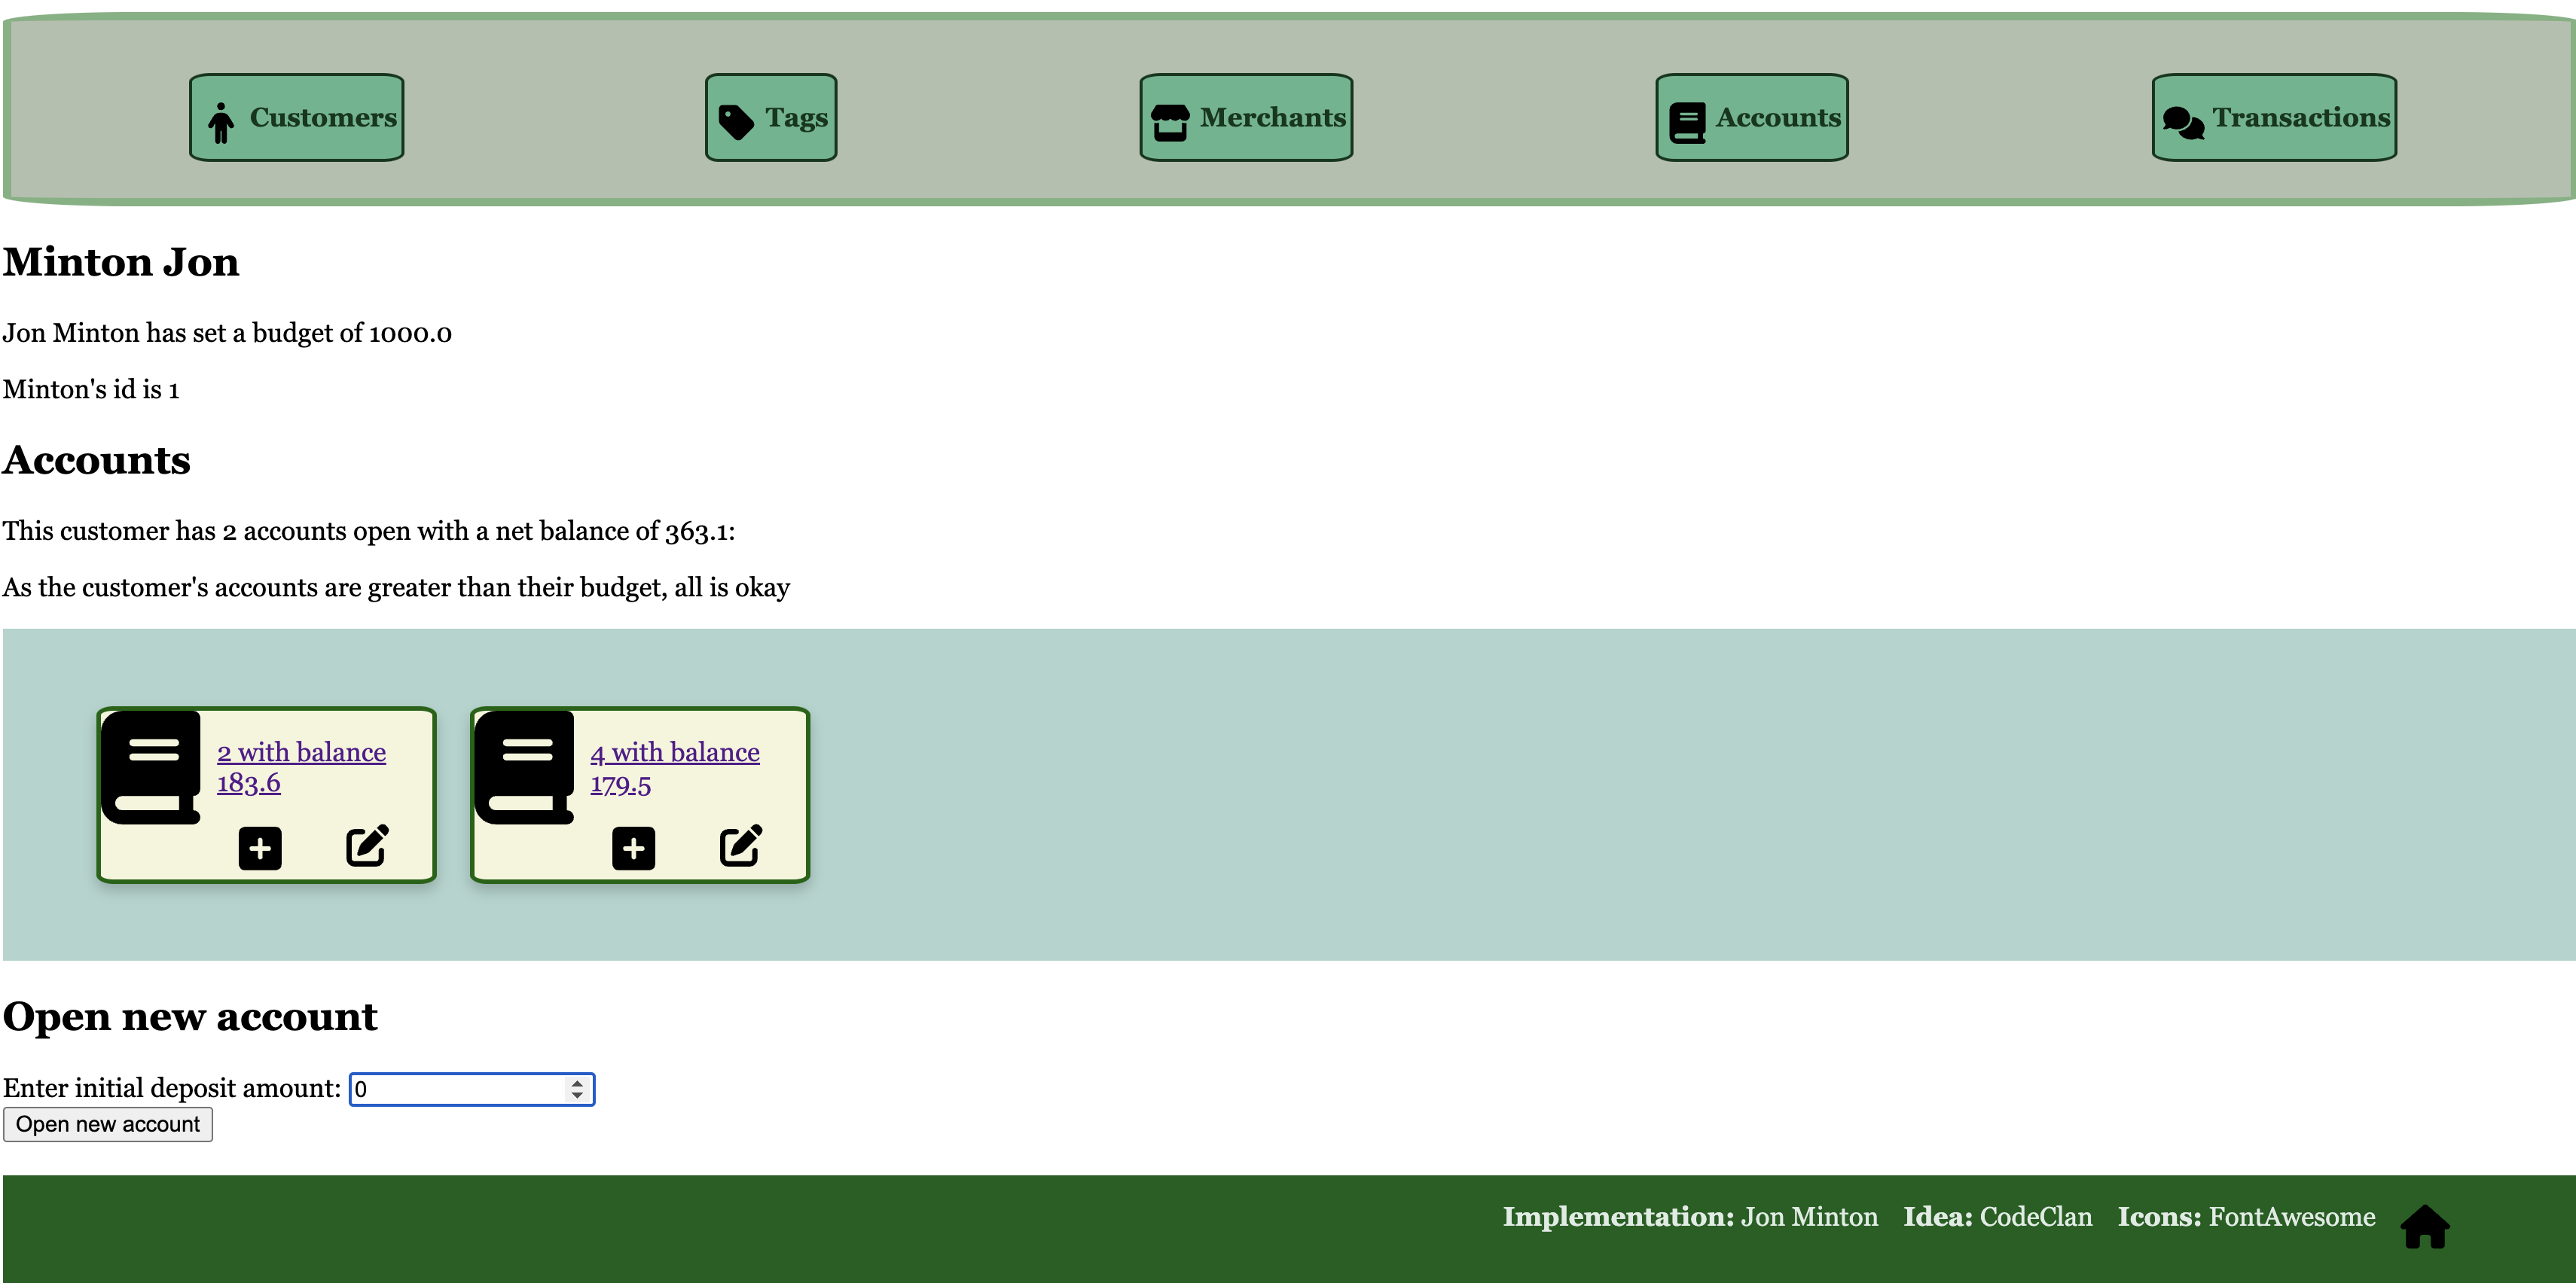 Customers
Tags
Merchants
Accounts
Transactions
Minton Jon
Jon Minton has set a budget of 1000.0
Minton's id is 1
Accounts
This customer has 2 accounts open with a net balance of 363.1:
As the customer's accounts are greater than their budget, all is okay
2 with balance
183.6
4 with balance
179.5
Open new account
Enter initial deposit amount: 0
Open new account
Implementation: Jon Minton Idea: CodeClan Icons: FontAwesome